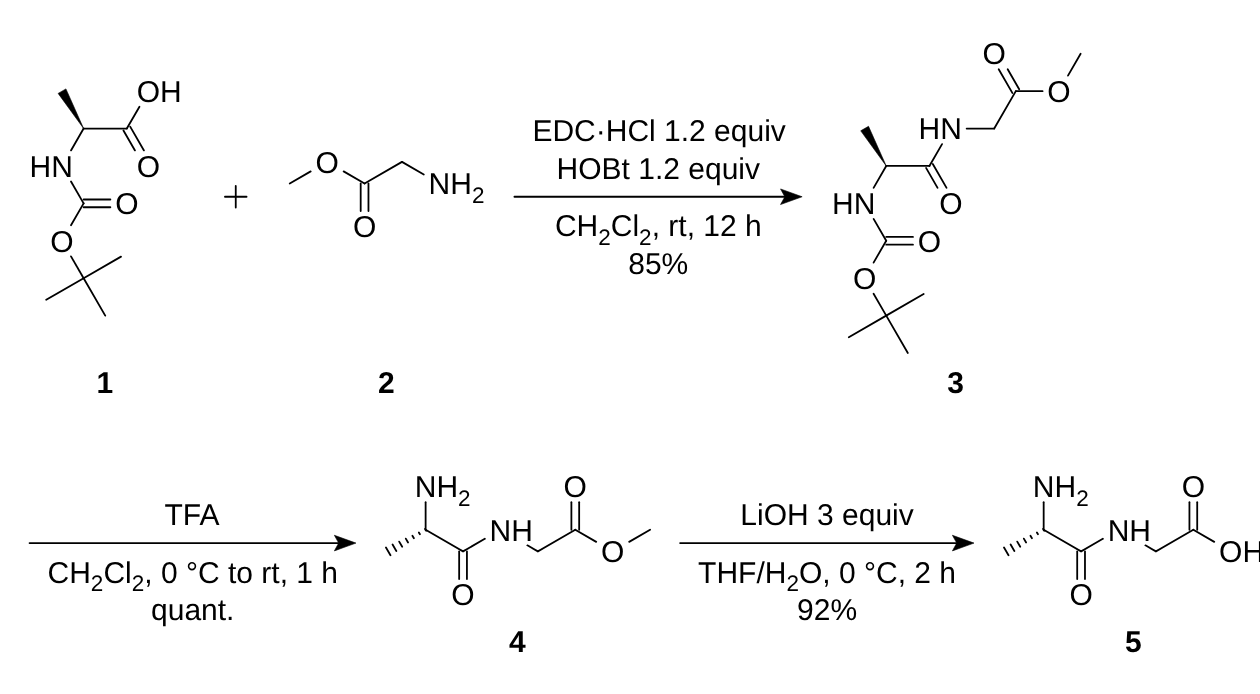 OH
HN
O
O
O
1
+
O
NH2
O
2
EDC·HCl 1.2 equiv
HOBt 1.2 equiv
CH2Cl2, rt, 12 h
85%
O
O
HN
O
HN
O
O
3
TFA
CH2Cl2, 0 °C to rt, 1 h
quant.
NH2
O
NH
O
O
4
LiOH 3 equiv
THF/H2O, 0 °C, 2 h
92%
NH2
O
NH
OH
O
5